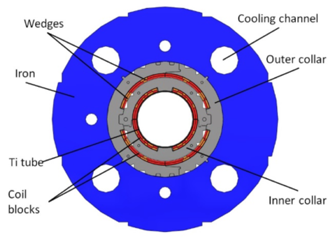 Wedges
Cooling channel
Outer collar
Iron
Ti tube
Coil
blocks
Inner collar